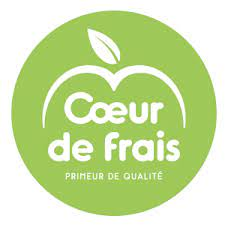 Cœur
de frais
PRIMEUR DE QUALITÉ